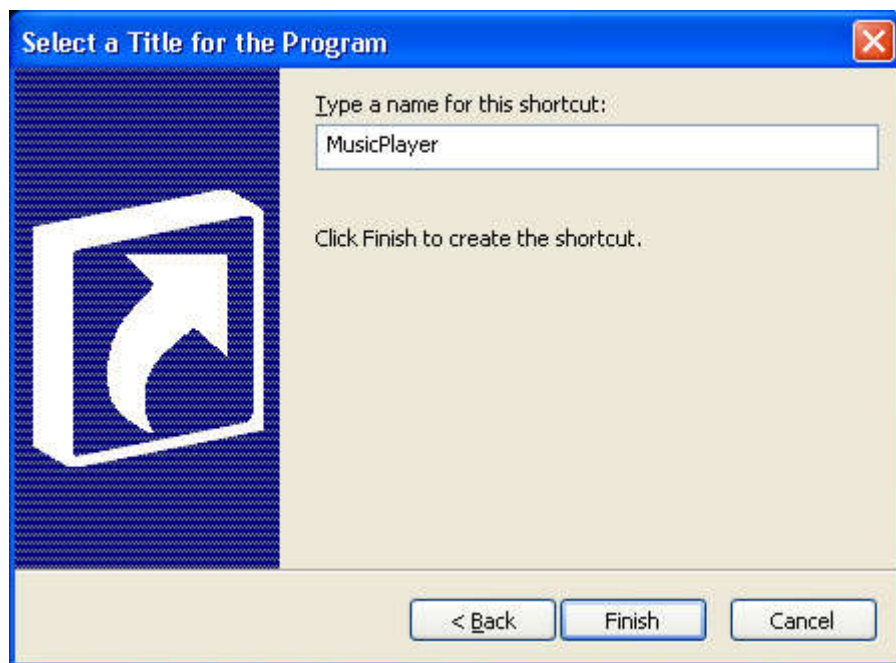 Select a Title for the Program
Type a name for this shortcut:
MusicPlayer
Click Finish to create the shortcut.
< Back Finish Cancel